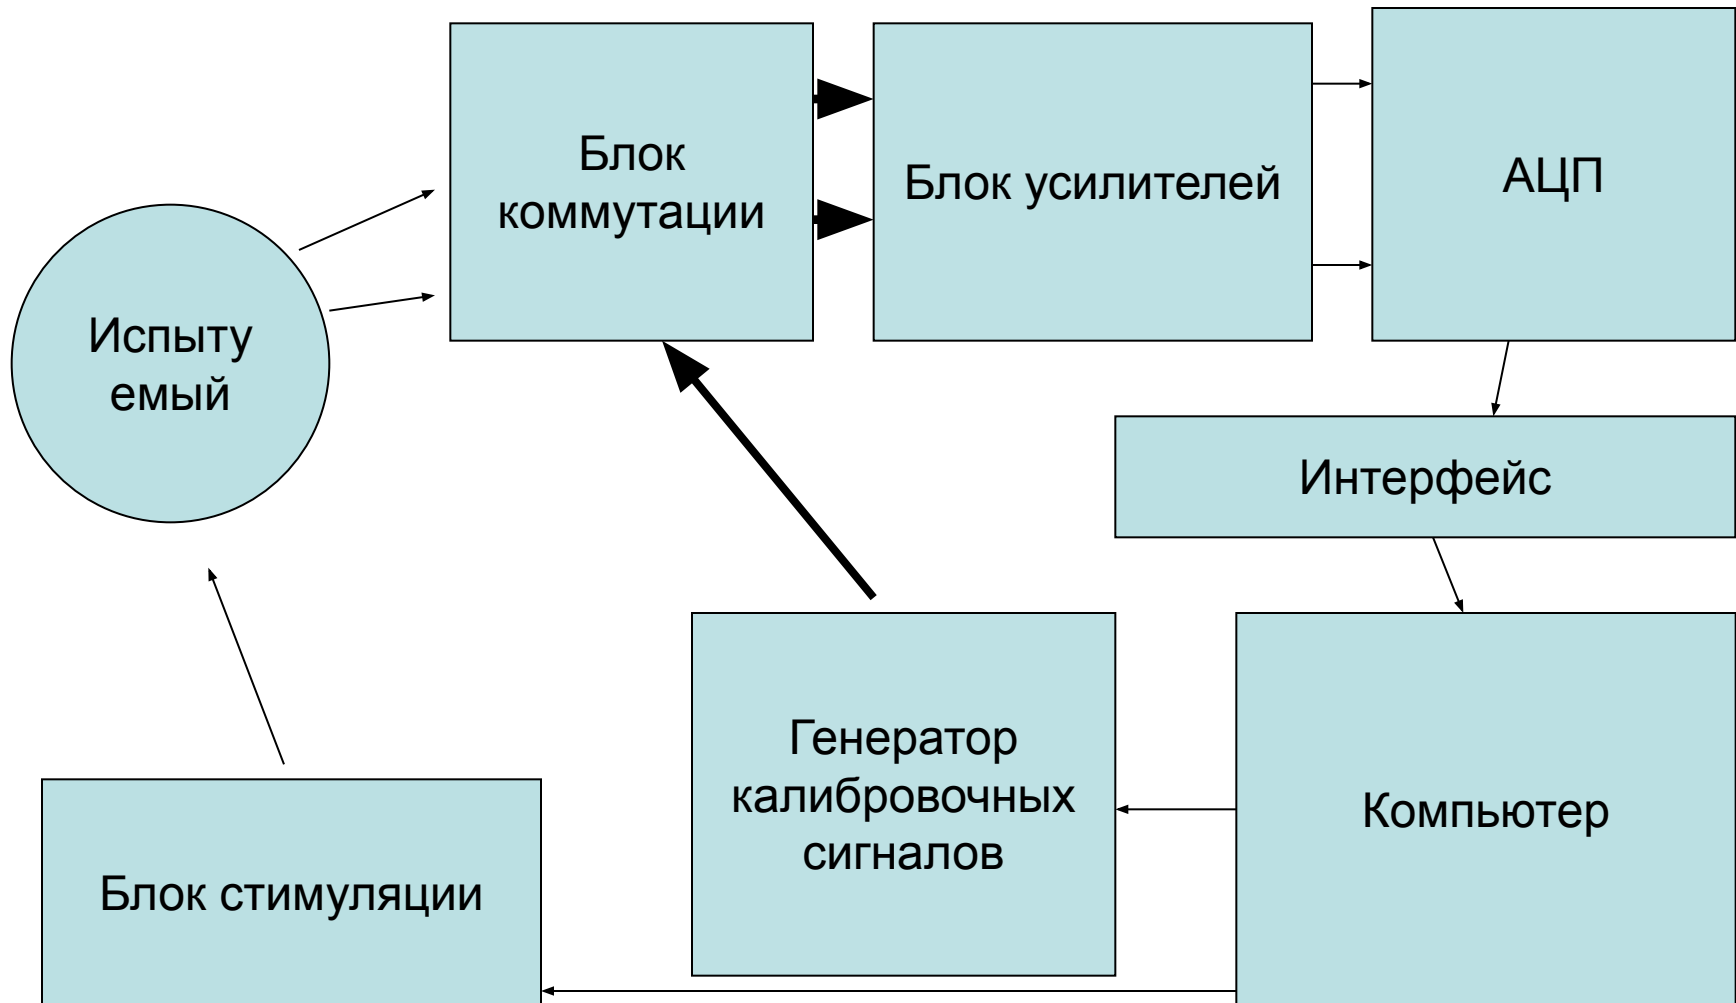 Блок
коммутации
Блок усилителей
АЦП
Испыту
емый
Интерфейс
Генератор
калибровочных
сигналов
Компьютер
Блок стимуляции